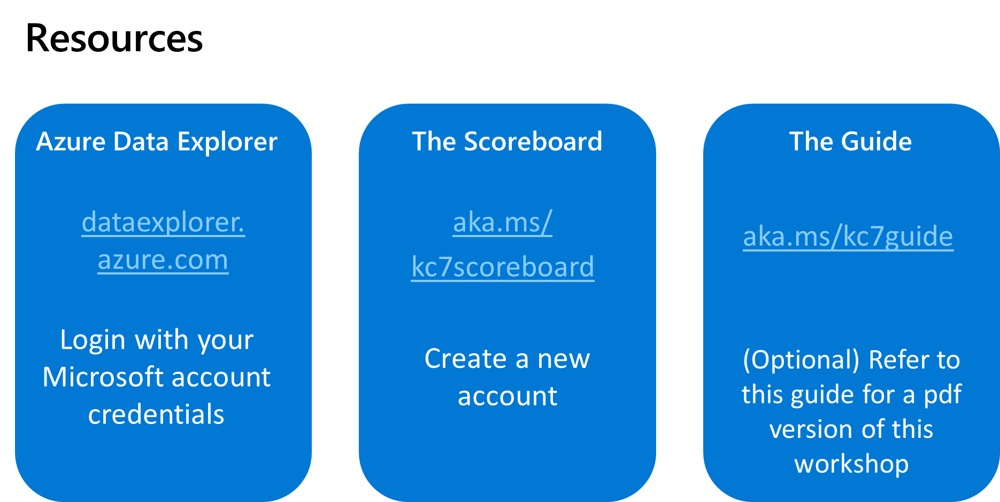 Resources
Azure Data Explorer
dataexplorer.
azure.com
Login with your
Microsoft account
credentials
The Scoreboard
aka.ms/
kc7scoreboard
Create a new
account
The Guide
aka.ms/kc7guide
(Optional) Refer to
this guide for a pdf
version of this
workshop